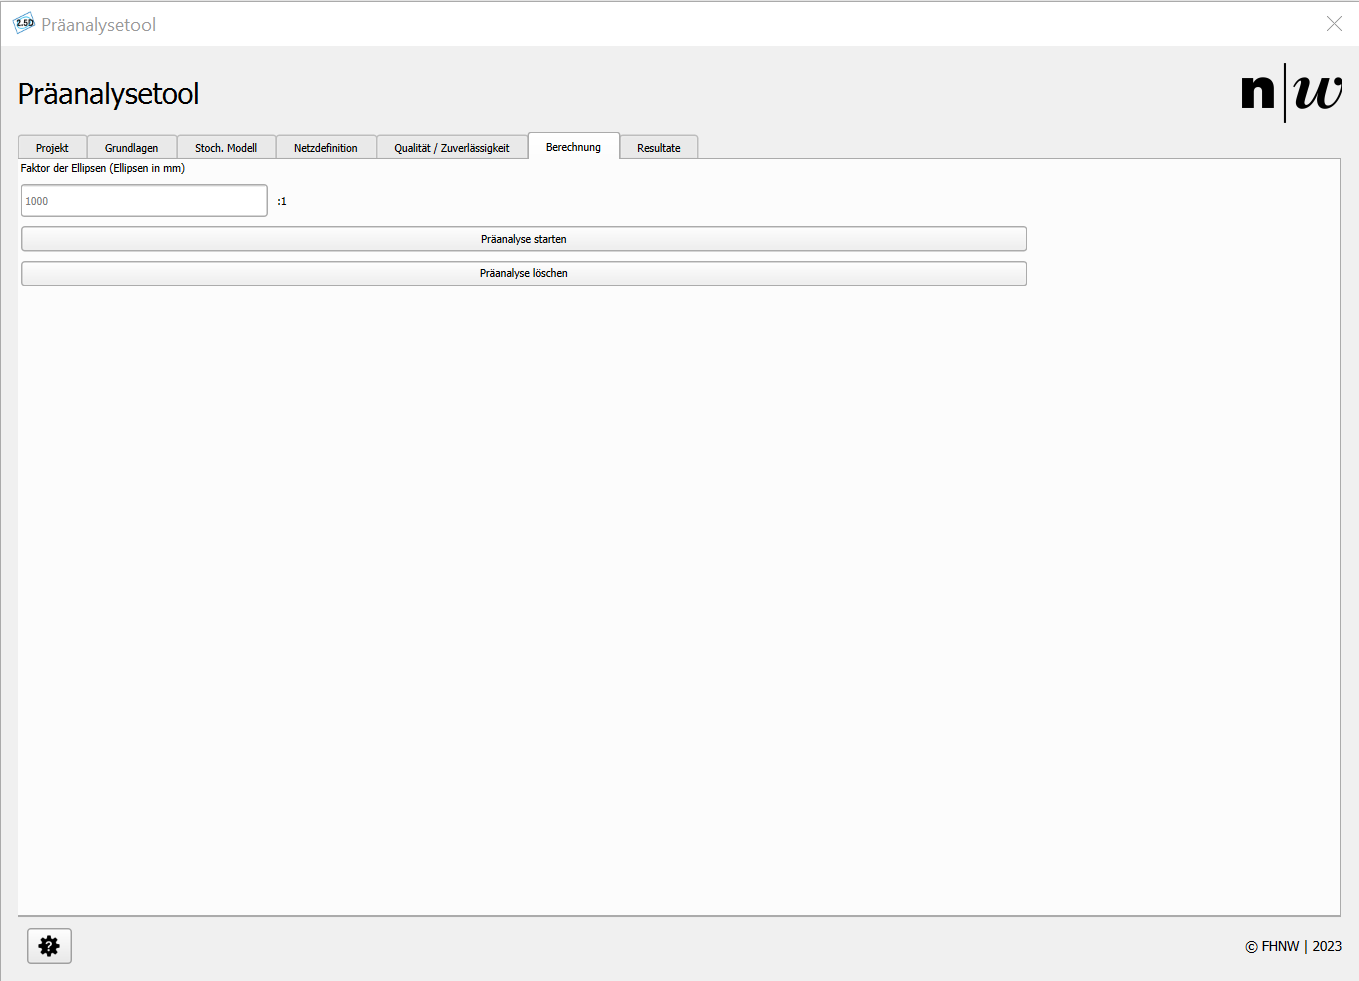 2.5D Präanalysetool
Präanalysetool
n|w
Projekt Grundlagen Stoch. Modell Netzdefinition Qualität / Zuverlässigkeit Berechnung Resultate
Faktor der Ellipsen (Ellipsen in mm)
1000 :1
Präanalyse starten
Präanalyse löschen
?
© FHNW | 2023